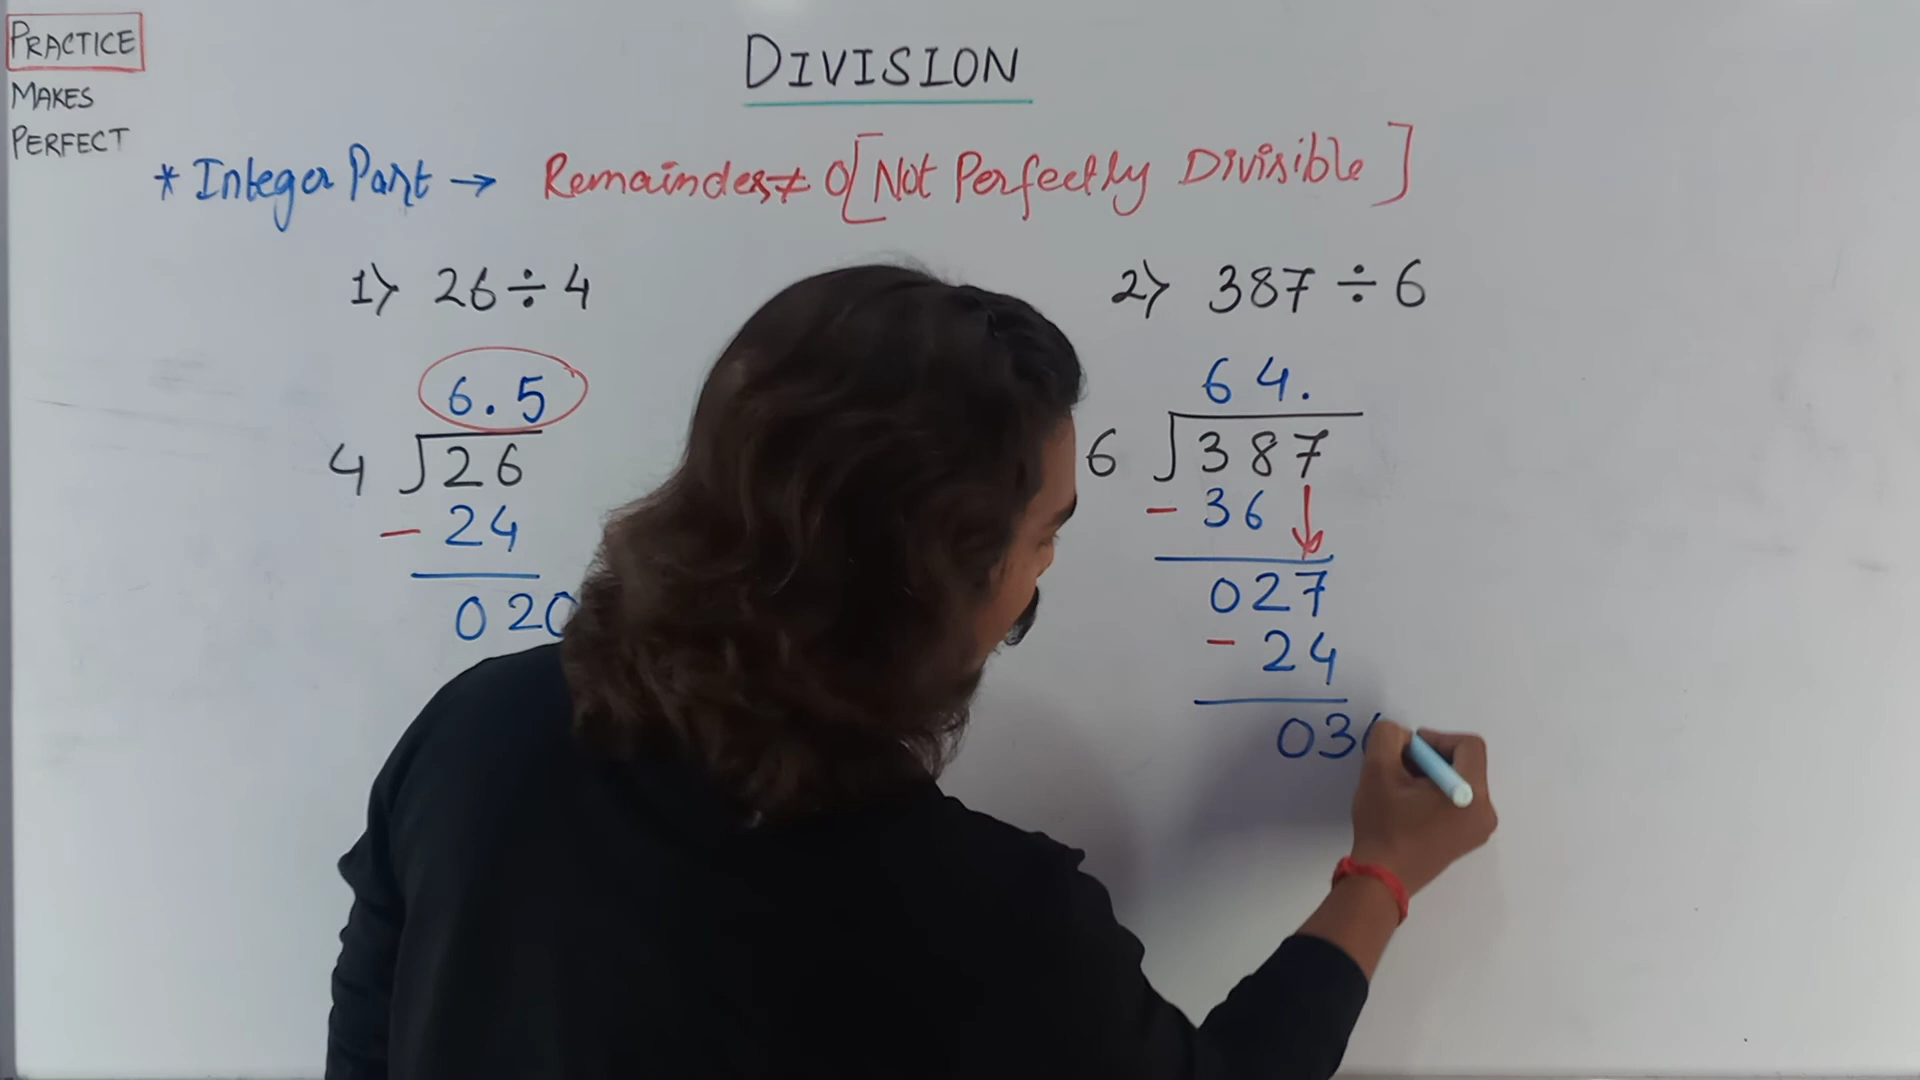 PRACTICE
MAKES
PERFECT
DIVISION
* Integer Part → Remainder ≠ 0 [Not Perfectly Divisible]
1) 26 ÷ 4
6.5
4 26
- 24
020
2) 387 ÷ 6
64.
6 387
- 36
027
- 24
03